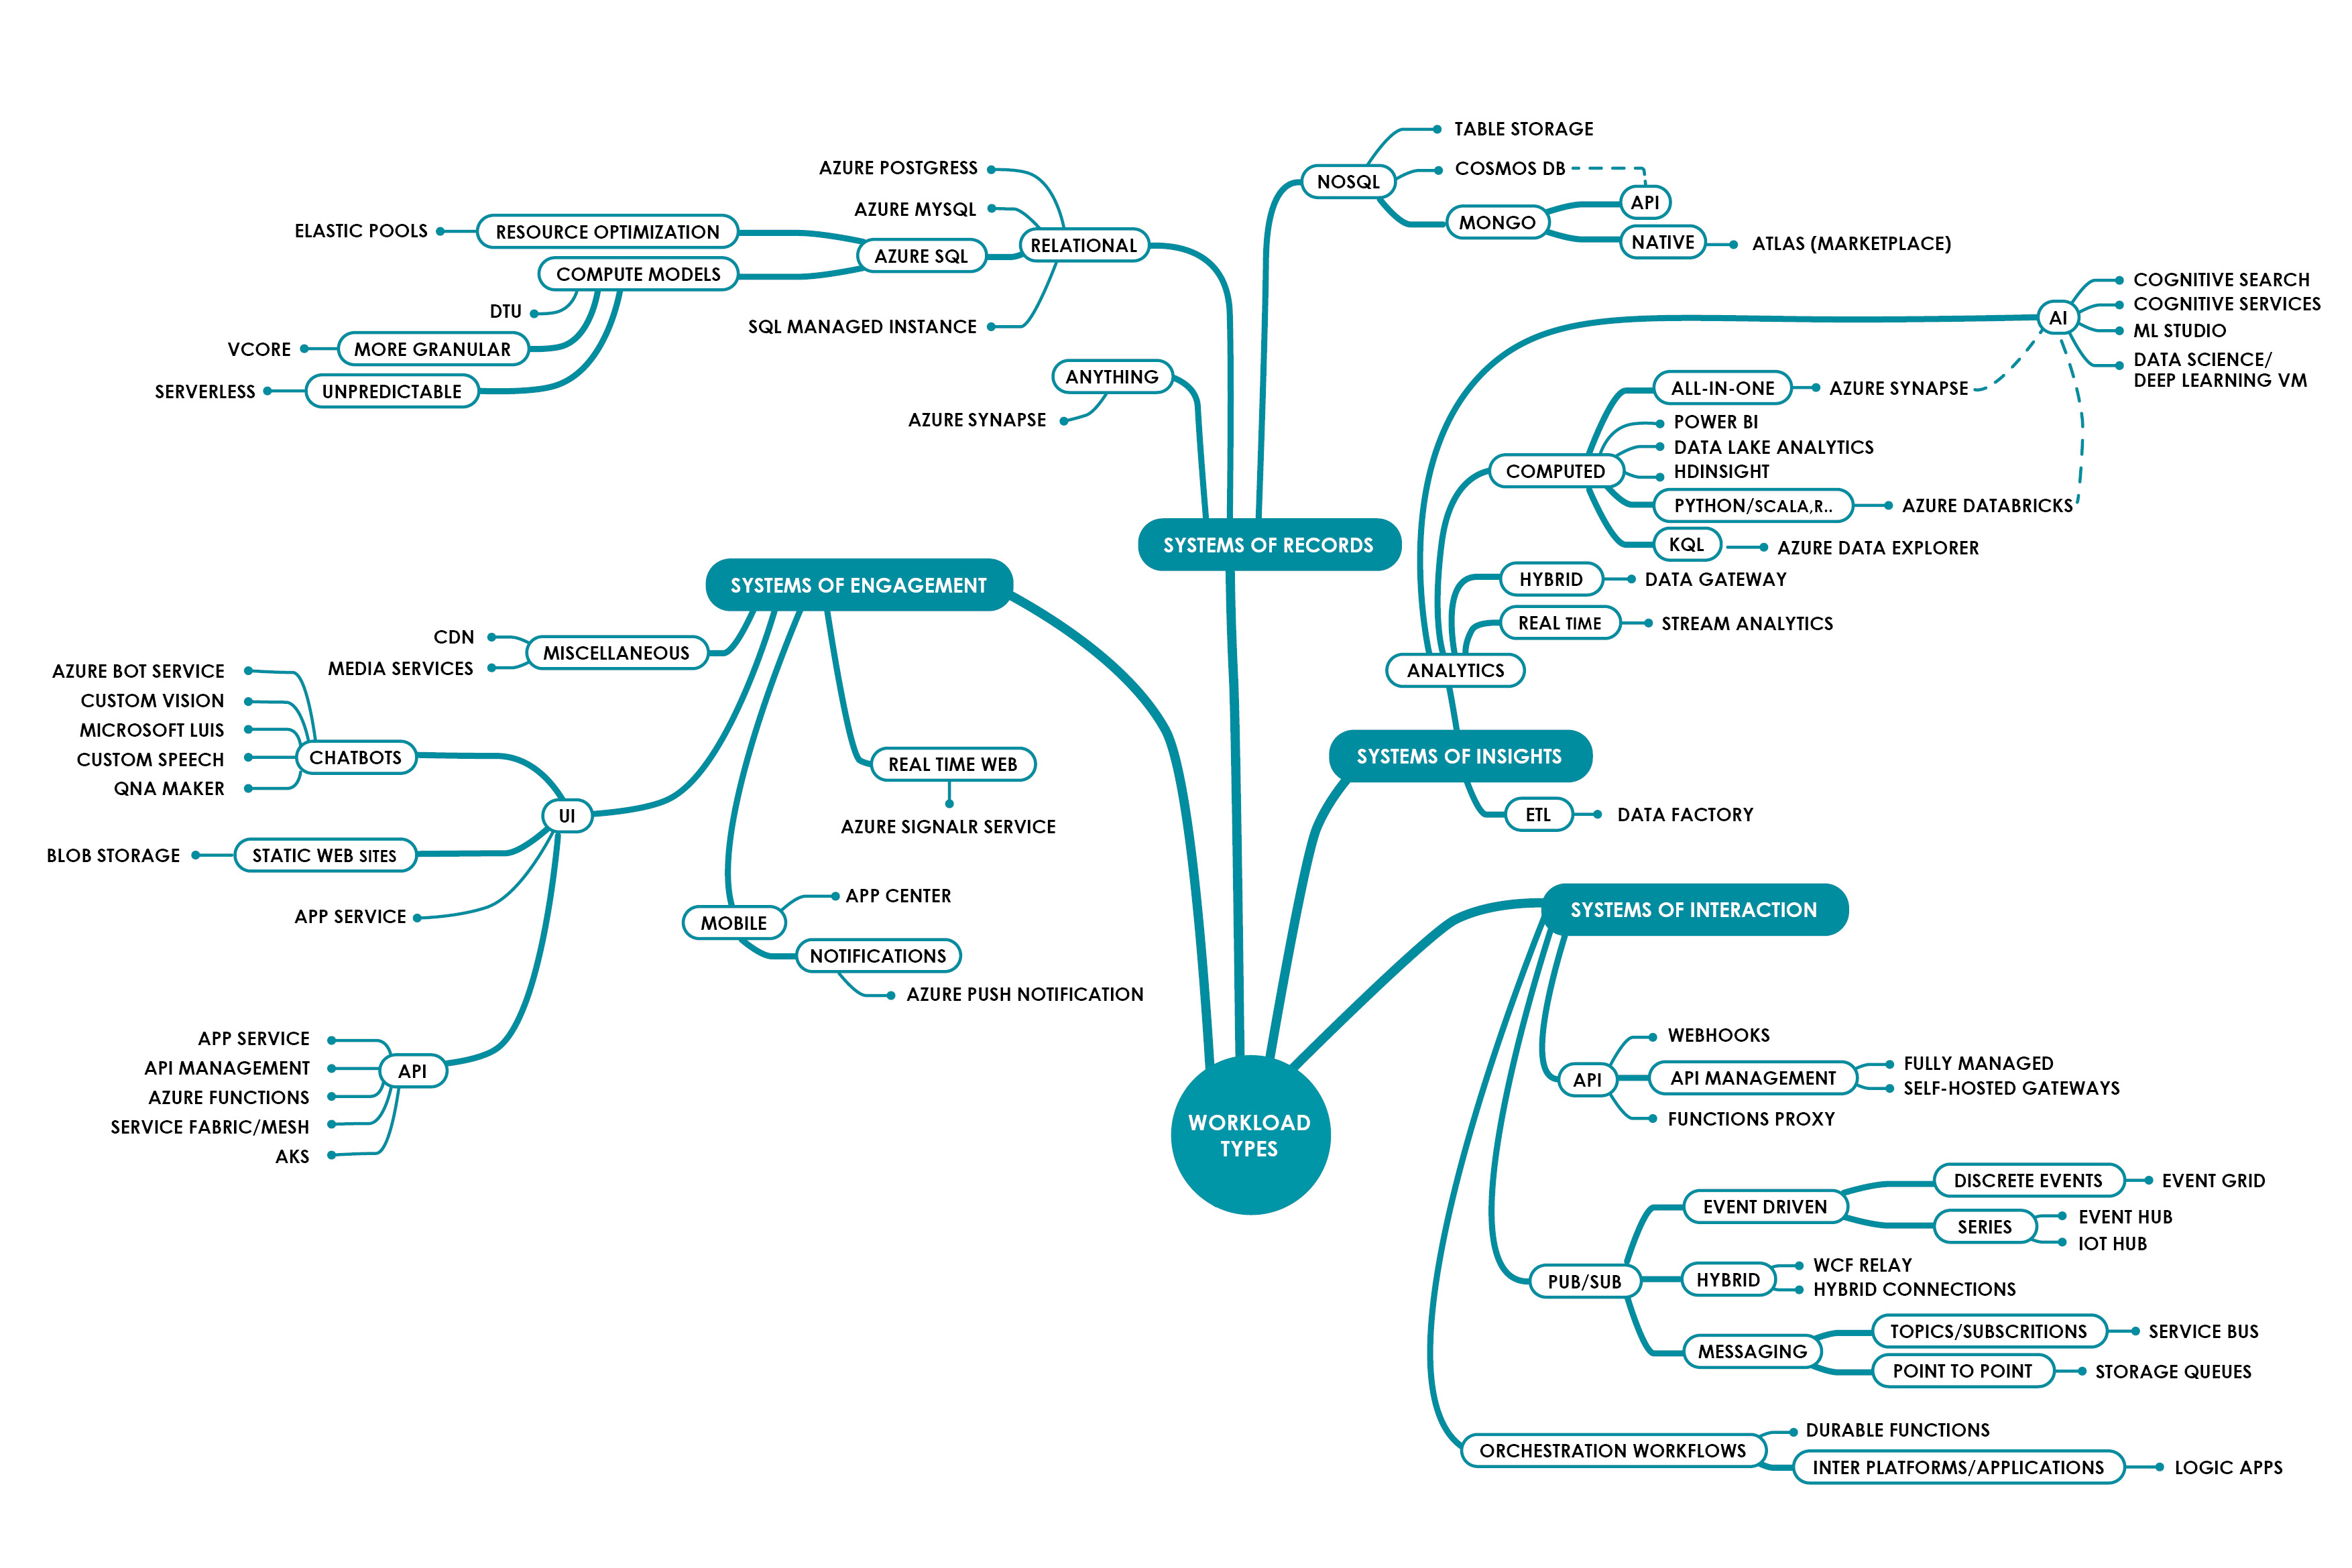 TABLE STORAGE
AZURE POSTGRESS
COSMOS DB
NOSQL
API
AZURE MYSQL
MONGO
ELASTIC POOLS
RESOURCE OPTIMIZATION
RELATIONAL
NATIVE
ATLAS (MARKETPLACE)
AZURE SQL
COMPUTE MODELS
DTU
SQL MANAGED INSTANCE
VCORE
MORE GRANULAR
SERVERLESS
UNPREDICTABLE
ANYTHING
AZURE SYNAPSE
AI
COGNITIVE SEARCH
COGNITIVE SERVICES
ML STUDIO
DATA SCIENCE/
DEEP LEARNING VM
ALL-IN-ONE
AZURE SYNAPSE
POWER BI
DATA LAKE ANALYTICS
COMPUTED
HDINSIGHT
PYTHON/SCALA,R..
AZURE DATABRICKS
KQL
AZURE DATA EXPLORER
SYSTEMS OF RECORDS
HYBRID
DATA GATEWAY
REAL TIME
STREAM ANALYTICS
ANALYTICS
SYSTEMS OF ENGAGEMENT
CDN
MISCELLANEOUS
MEDIA SERVICES
AZURE BOT SERVICE
CUSTOM VISION
MICROSOFT LUIS
CHATBOTS
CUSTOM SPEECH
QNA MAKER
REAL TIME WEB
AZURE SIGNALR SERVICE
UI
BLOB STORAGE
STATIC WEB SITES
APP SERVICE
MOBILE
APP CENTER
NOTIFICATIONS
AZURE PUSH NOTIFICATION
APP SERVICE
API MANAGEMENT
API
AZURE FUNCTIONS
SERVICE FABRIC/MESH
AKS
SYSTEMS OF INSIGHTS
ETL
DATA FACTORY
SYSTEMS OF INTERACTION
WORKLOAD
TYPES
WEBHOOKS
API
API MANAGEMENT
FULLY MANAGED
SELF-HOSTED GATEWAYS
FUNCTIONS PROXY
EVENT DRIVEN
DISCRETE EVENTS
EVENT GRID
SERIES
EVENT HUB
IOT HUB
PUB/SUB
HYBRID
WCF RELAY
HYBRID CONNECTIONS
MESSAGING
TOPICS/SUBSCRITIONS
SERVICE BUS
POINT TO POINT
STORAGE QUEUES
ORCHESTRATION WORKFLOWS
DURABLE FUNCTIONS
INTER PLATFORMS/APPLICATIONS
LOGIC APPS